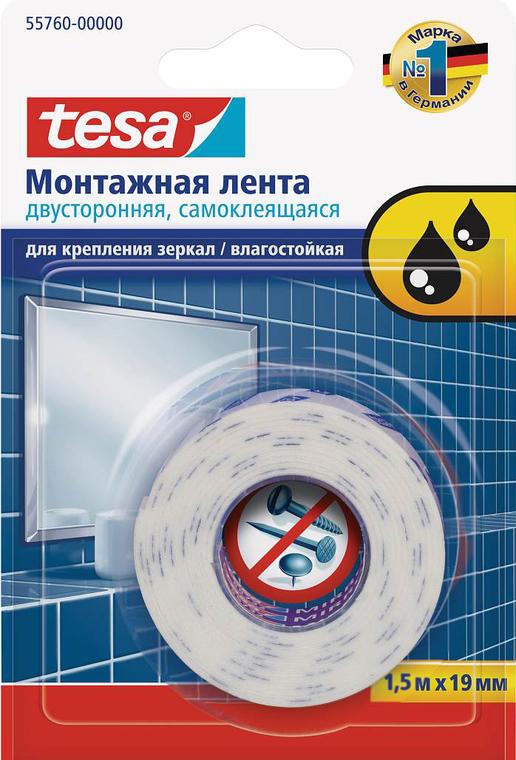 55760-00000
Марка
№1
в Германии
tesa®
Монтажная лента
двусторонняя, самоклеящаяся
для крепления зеркал / влагостойкая
1,5 м x 19 мм